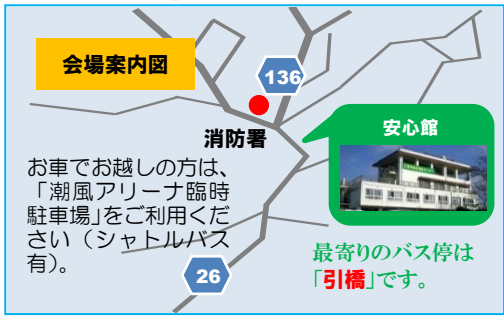 会場案内図
136
消防署
安心館
お車でお越しの方は、
「潮風アリーナ臨時
駐車場」をご利用くだ
さい（シャトルバス
有）。
最寄りのバス停は
「引橋」です。
26